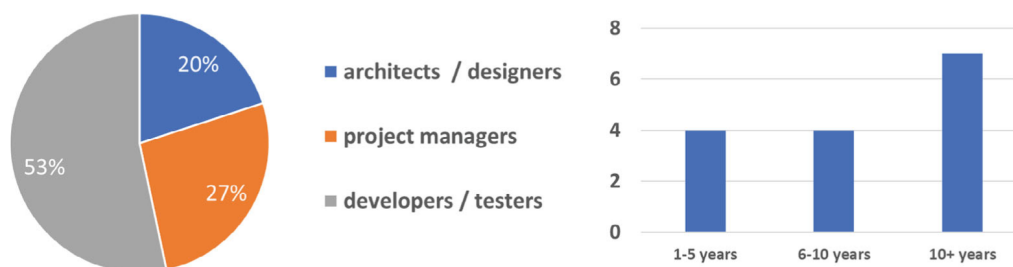 20%
27%
53%
architects / designers
project managers
developers / testers
8
6
4
2
0
1-5 years
6-10 years
10+ years